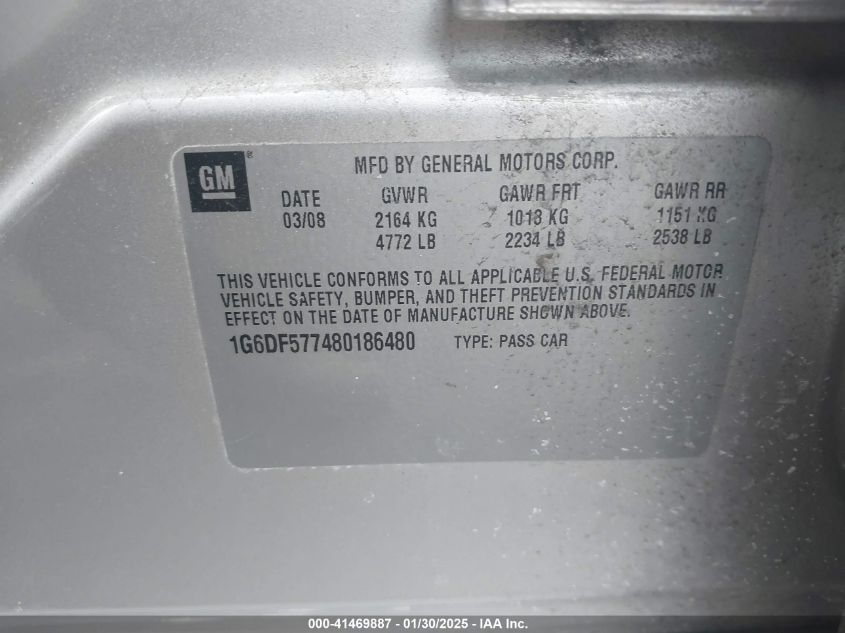 GM
MFD BY GENERAL MOTORS CORP.
DATE GVWR GAWR FRT GAWR RR
03/08 2164 KG 1013 KG 1151 KG
4772 LB 2234 LB 2538 LB
THIS VEHICLE CONFORMS TO ALL APPLICABLE U.S. FEDERAL MOTOR
VEHICLE SAFETY, BUMPER, AND THEFT PREVENTION STANDARDS IN
EFFECT ON THE DATE OF MANUFACTURE SHOWN ABOVE.
1G6DF577480186480 TYPE: PASS CAR
000-41469887 - 01/30/2025 - IAA Inc.